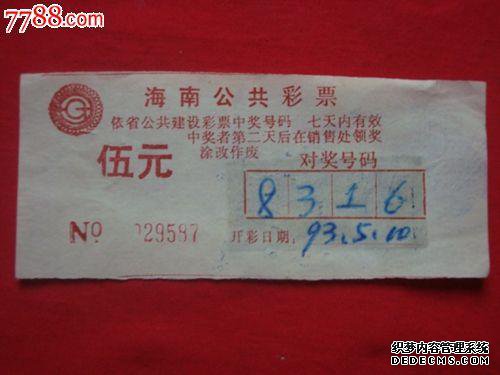 7788.com
海南公共彩票
依省公共建设彩票中奖号码 七天内有效
中奖者第二天后在销售处领奖
涂改作废
伍元
对奖号码
8 3 1 6
No 029587
开彩日期: 93.5.10
织梦内容管理系统
DEDECMS.COM